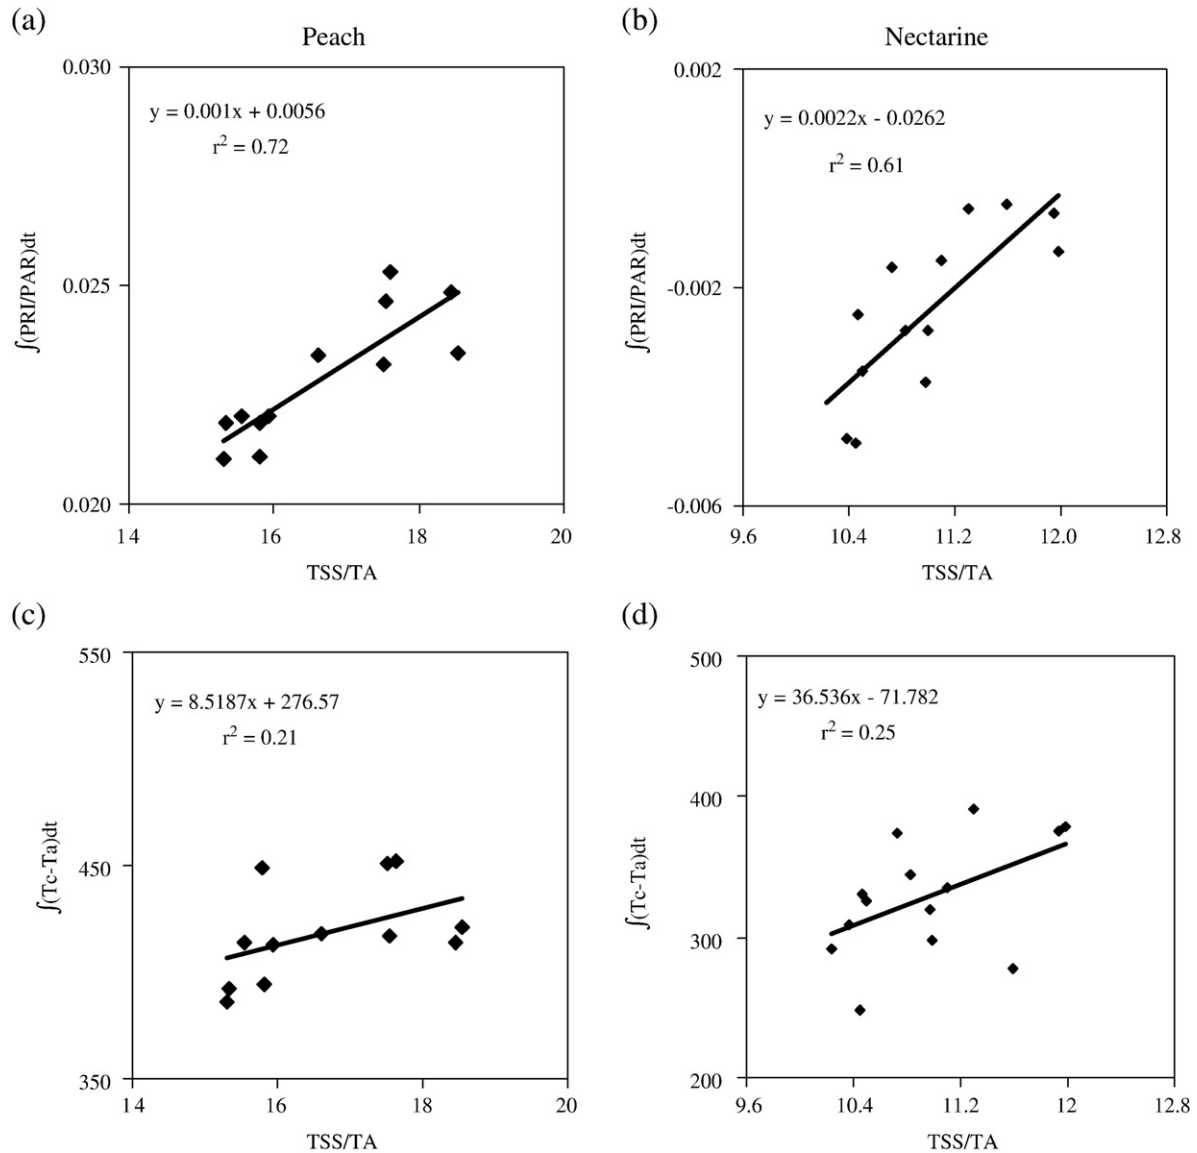 (a)
Peach
0.030
y = 0.001x + 0.0056
r² = 0.72
0.025
∫(PRI/PAR)dt
0.020
14 16 18 20
TSS/TA
(b)
Nectarine
0.002
y = 0.0022x - 0.0262
r² = 0.61
-0.002
∫(PRI/PAR)dt
-0.006
9.6 10.4 11.2 12.0 12.8
TSS/TA
(c)
550
y = 8.5187x + 276.57
r² = 0.21
450
∫(Tc-Ta)dt
350
14 16 18 20
TSS/TA
(d)
500
y = 36.536x - 71.782
r² = 0.25
400
∫(Tc-Ta)dt
300
200
9.6 10.4 11.2 12 12.8
TSS/TA